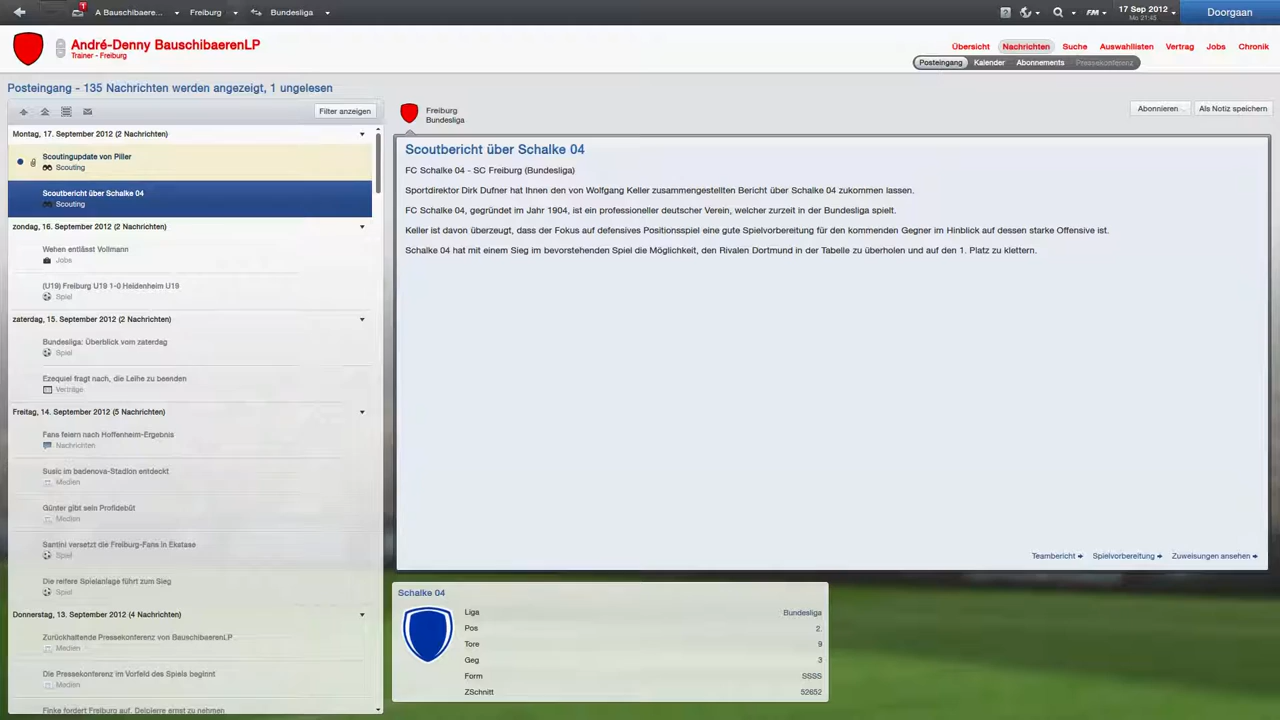 1
A Bauschibaere...
Freiburg
Bundesliga
?
FM
17 Sep 2012
Mo 21:45
Doorgaan
André-Denny BauschibaerenLP
Trainer - Freiburg
Übersicht
Nachrichten
Suche
Auswahllisten
Vertrag
Jobs
Chronik
Posteingang
Kalender
Abonnements
Pressekonferenz
Posteingang - 135 Nachrichten werden angezeigt, 1 ungelesen
Filter anzeigen
Montag, 17. September 2012 (2 Nachrichten)
Scoutingupdate von Piller
Scouting
Scoutbericht über Schalke 04
Scouting
zondag, 16. September 2012 (2 Nachrichten)
Wehen entlässt Vollmann
Jobs
(U19) Freiburg U19 1-0 Heidenheim U19
Spiel
zaterdag, 15. September 2012 (2 Nachrichten)
Bundesliga: Überblick vom zaterdag
Spiel
Ezequiel fragt nach, die Leihe zu beenden
Verträge
Freitag, 14. September 2012 (5 Nachrichten)
Fans feiern nach Hoffenheim-Ergebnis
Nachrichten
Susic im badenova-Stadion entdeckt
Medien
Günter gibt sein Profidebüt
Medien
Santini versetzt die Freiburg-Fans in Ekstase
Spiel
Die reifere Spielanlage führt zum Sieg
Spiel
Donnerstag, 13. September 2012 (4 Nachrichten)
Zurückhaltende Pressekonferenz von BauschibaerenLP
Medien
Die Pressekonferenz im Vorfeld des Spiels beginnt
Medien
Finke fordert Freiburg auf, Delpierre ernst zu nehmen
Freiburg
Bundesliga
Abonnieren...
Als Notiz speichern
Scoutbericht über Schalke 04
FC Schalke 04 - SC Freiburg (Bundesliga)
Sportdirektor Dirk Dufner hat Ihnen den von Wolfgang Keller zusammengestellten Bericht über Schalke 04 zukommen lassen.
FC Schalke 04, gegründet im Jahr 1904, ist ein professioneller deutscher Verein, welcher zurzeit in der Bundesliga spielt.
Keller ist davon überzeugt, dass der Fokus auf defensives Positionsspiel eine gute Spielvorbereitung für den kommenden Gegner im Hinblick auf dessen starke Offensive ist.
Schalke 04 hat mit einem Sieg im bevorstehenden Spiel die Möglichkeit, den Rivalen Dortmund in der Tabelle zu überholen und auf den 1. Platz zu klettern.
Teambericht
Spielvorbereitung
Zuweisungen ansehen
Schalke 04
Liga Bundesliga
Pos 2.
Tore 9
Geg 3
Form SSSS
ZSchnitt 52652